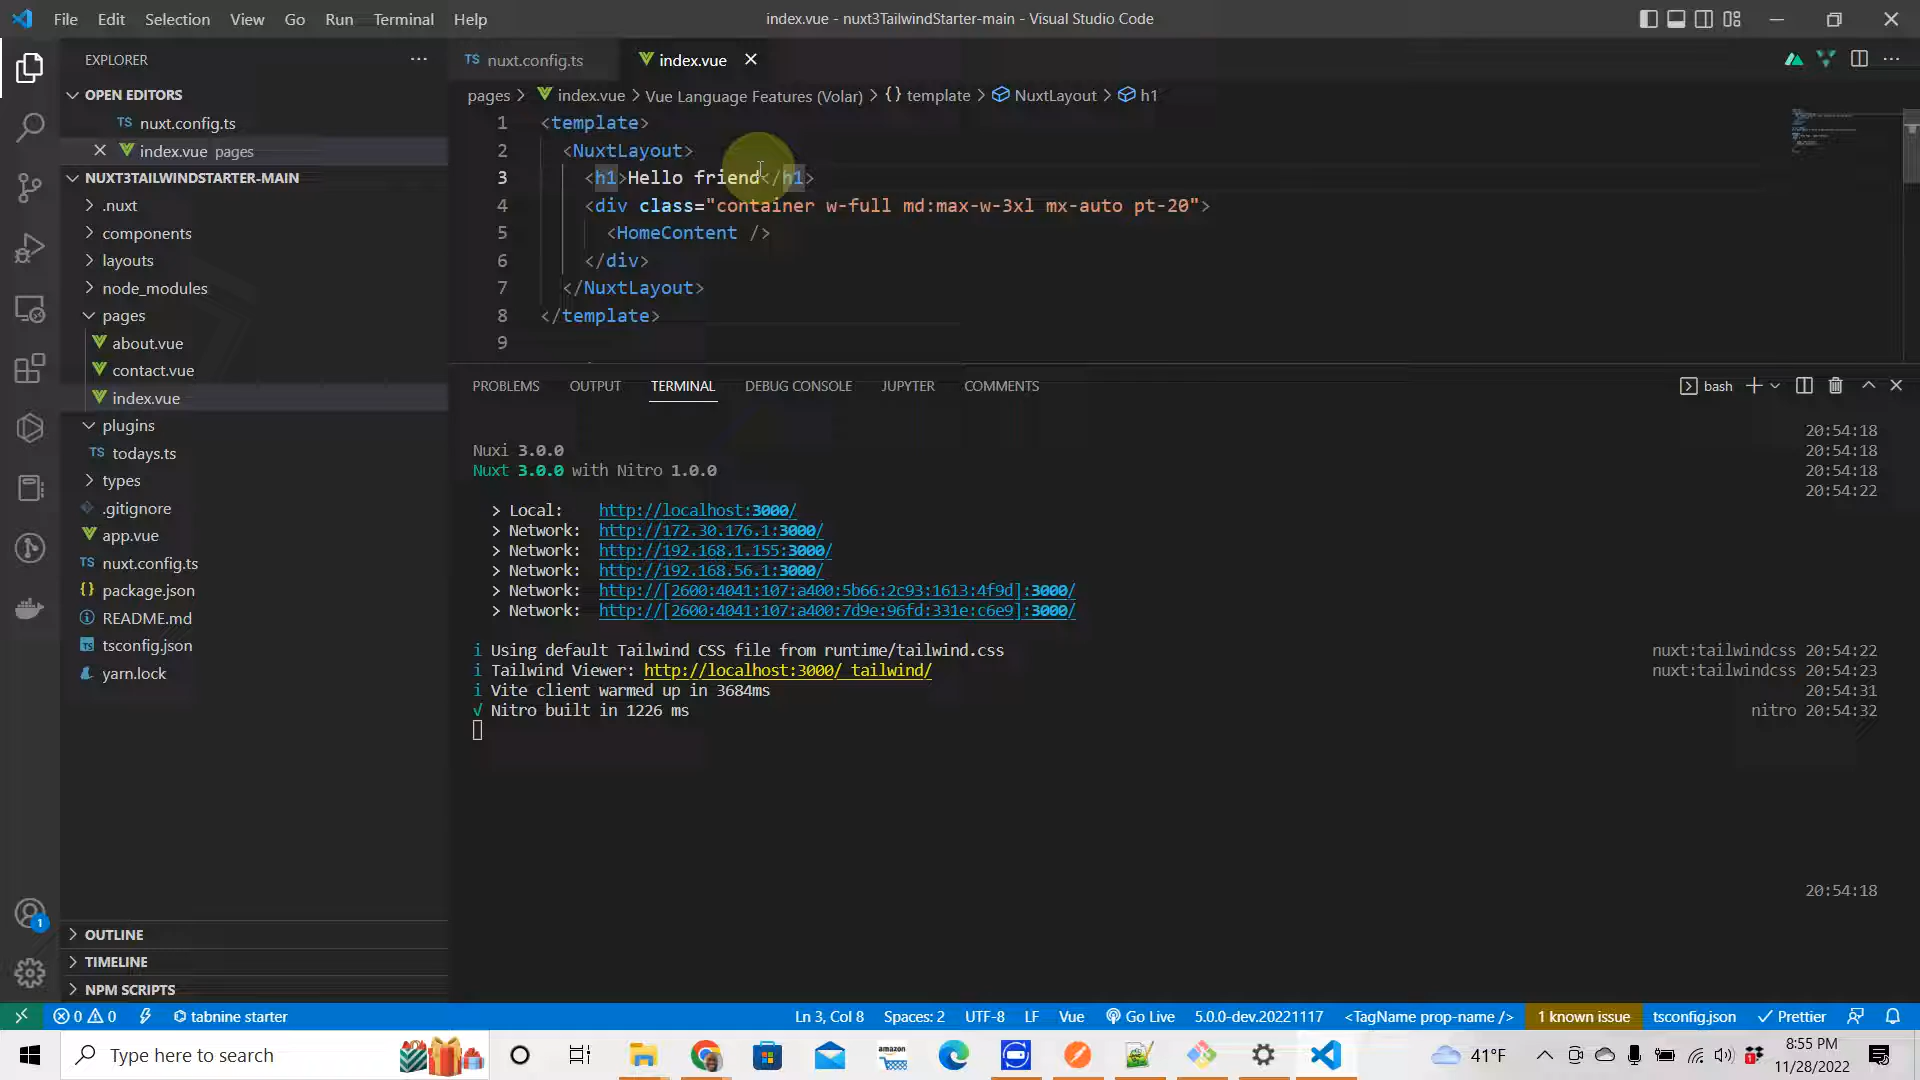 File Edit Selection View Go Run Terminal Help
index.vue - nuxt3TailwindStarter-main - Visual Studio Code
EXPLORER
OPEN EDITORS
TS nuxt.config.ts
index.vue pages
NUXT3TAILWINDSTARTER-MAIN
.nuxt
components
layouts
node_modules
pages
about.vue
contact.vue
index.vue
plugins
TS todays.ts
types
.gitignore
app.vue
TS nuxt.config.ts
{} package.json
README.md
tsconfig.json
yarn.lock
OUTLINE
TIMELINE
NPM SCRIPTS
1
TS nuxt.config.ts
index.vue
pages > index.vue > Vue Language Features (Volar) > {} template > NuxtLayout > h1
1 <template>
2 <NuxtLayout>
3 <h1>Hello friend</h1>
4 <div class="container w-full md:max-w-3xl mx-auto pt-20">
5 <HomeContent />
6 </div>
7 </NuxtLayout>
8 </template>
9
PROBLEMS OUTPUT TERMINAL DEBUG CONSOLE JUPYTER COMMENTS
bash
20:54:18
Nuxi 3.0.0 20:54:18
Nuxt 3.0.0 with Nitro 1.0.0 20:54:18
20:54:22
> Local: http://localhost:3000/
> Network: http://172.30.176.1:3000/
> Network: http://192.168.1.155:3000/
> Network: http://192.168.56.1:3000/
> Network: http://[2600:4041:107:a400:5b66:2c93:1613:4f9d]:3000/
> Network: http://[2600:4041:107:a400:7d9e:96fd:331e:c6e9]:3000/
i Using default Tailwind CSS file from runtime/tailwind.css nuxt:tailwindcss 20:54:22
i Tailwind Viewer: http://localhost:3000/_tailwind/ nuxt:tailwindcss 20:54:23
i Vite client warmed up in 3684ms 20:54:31
√ Nitro built in 1226 ms nitro 20:54:32
20:54:18
0 0 tabnine starter
Ln 3, Col 8 Spaces: 2 UTF-8 LF Vue Go Live 5.0.0-dev.20221117 <TagName prop-name /> 1 known issue tsconfig.json Prettier
Type here to search
amazon
41°F
8:55 PM
11/28/2022